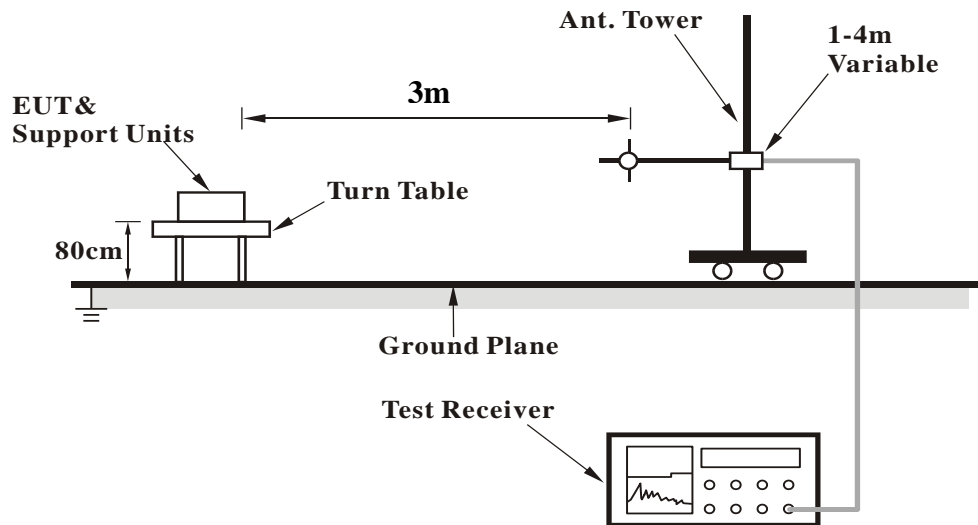 Ant. Tower
1-4m
Variable
3m
EUT&
Support Units
Turn Table
80cm
Ground Plane
Test Receiver